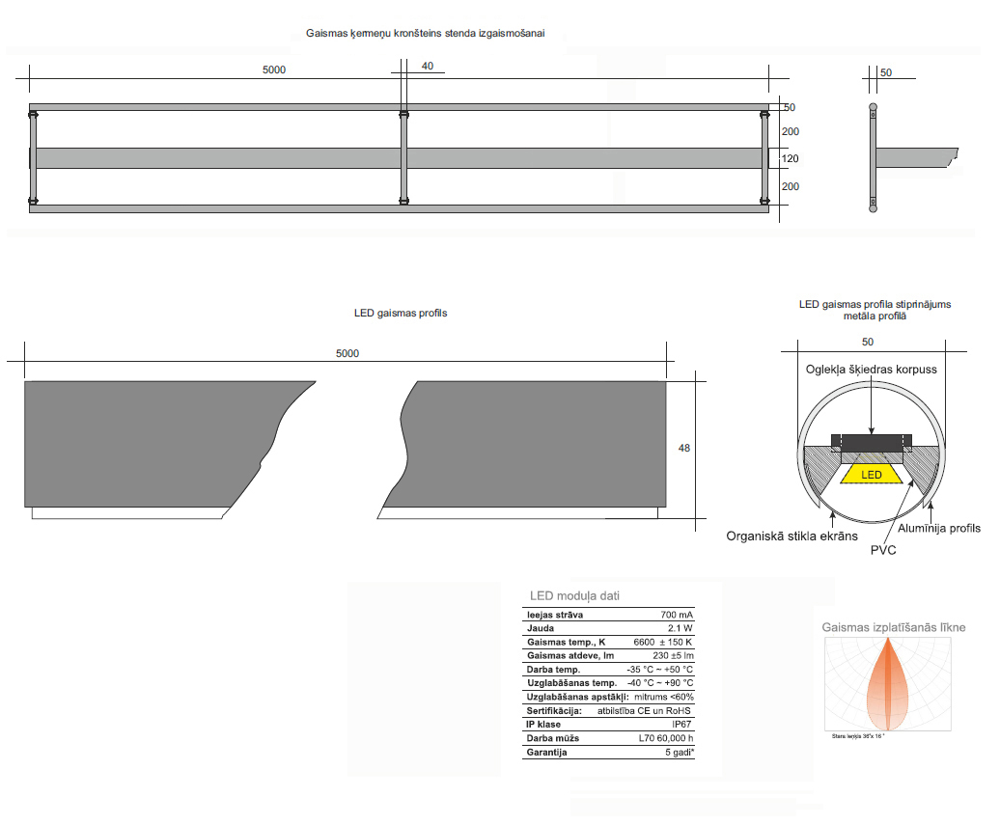 Gaismas ķermeņu kronšteins stenda izgaismošanai
5000
40
50
50
200
120
200
LED gaismas profils
5000
48
LED gaismas profila stiprinājums
metāla profilā
50
Oglekļa šķiedras korpuss
LED
Organiskā stikla ekrāns
Alumīnija profils
PVC
LED moduļa dati
Ieejas strāva 700 mA
Jauda 2.1 W
Gaismas temp., K 6600 ± 150 K
Gaismas atdeve, lm 230 ±5 lm
Darba temp. -35 °C ~ +50 °C
Uzglabāšanas temp. -40 °C ~ +90 °C
Uzglabāšanas apstākļi: mitrums <60%
Sertifikācija: atbilstība CE un RoHS
IP klase IP67
Darba mūžs L70 60,000 h
Garantija 5 gadi*
Gaismas izplatīšanās līkne
Stara leņķis 36°x 16 °